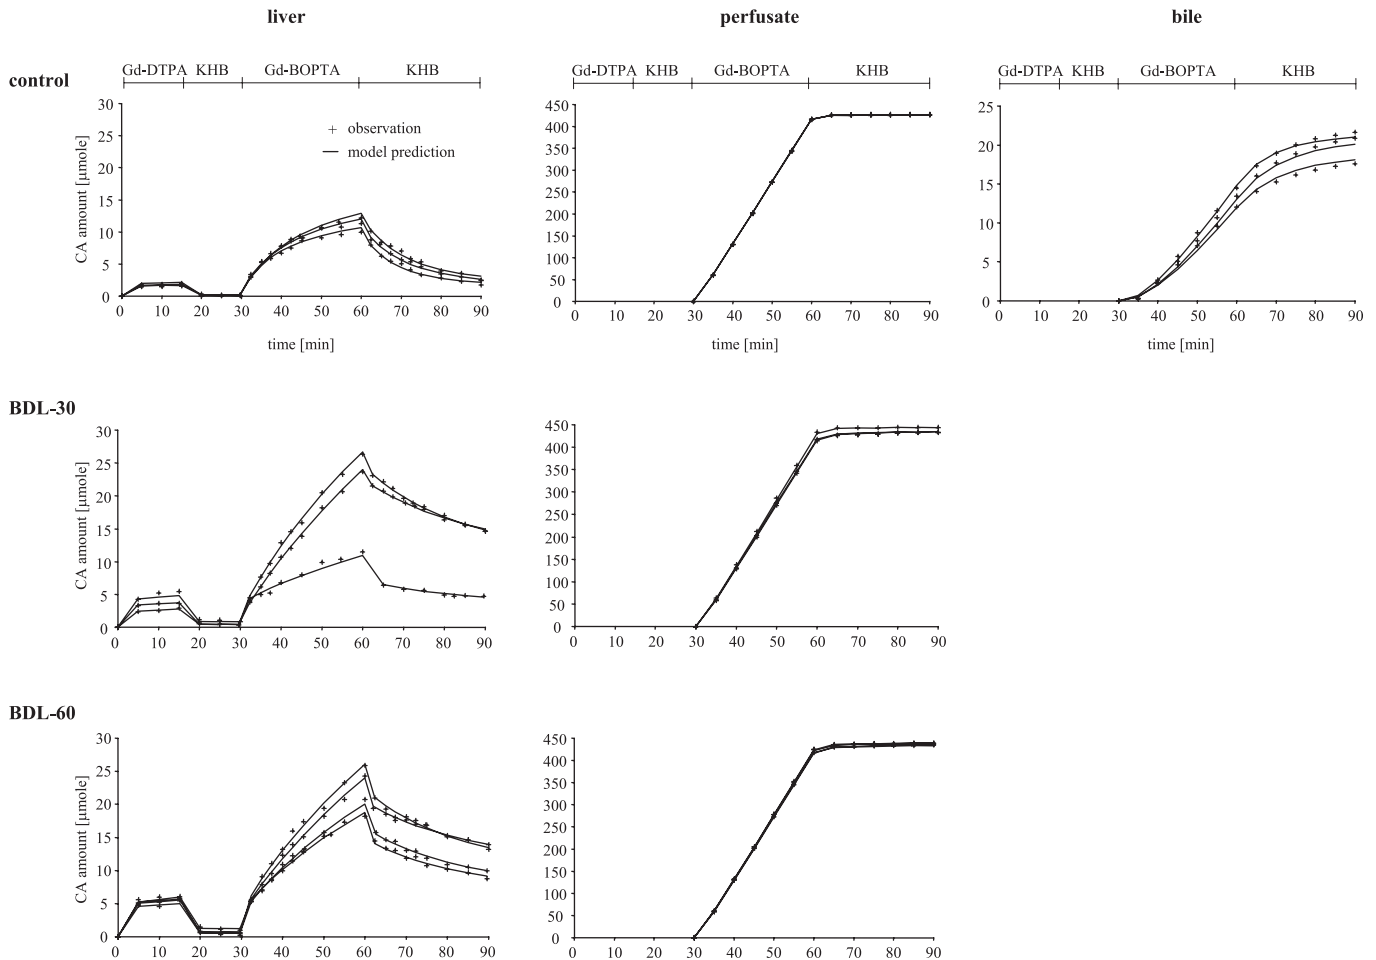 liver perfusate bile
control
Gd-DTPA KHB Gd-BOPTA KHB
Gd-DTPA KHB Gd-BOPTA KHB
Gd-DTPA KHB Gd-BOPTA KHB
CA amount [µmole]
30
25
20
15
10
5
0
+ observation
— model prediction
0 10 20 30 40 50 60 70 80 90
time [min]
450
400
350
300
250
200
150
100
50
0
0 10 20 30 40 50 60 70 80 90
time [min]
25
20
15
10
5
0
0 10 20 30 40 50 60 70 80 90
time [min]
BDL-30
CA amount [µmole]
30
25
20
15
10
5
0
0 10 20 30 40 50 60 70 80 90
450
400
350
300
250
200
150
100
50
0
0 10 20 30 40 50 60 70 80 90
BDL-60
CA amount [µmole]
30
25
20
15
10
5
0
0 10 20 30 40 50 60 70 80 90
450
400
350
300
250
200
150
100
50
0
0 10 20 30 40 50 60 70 80 90